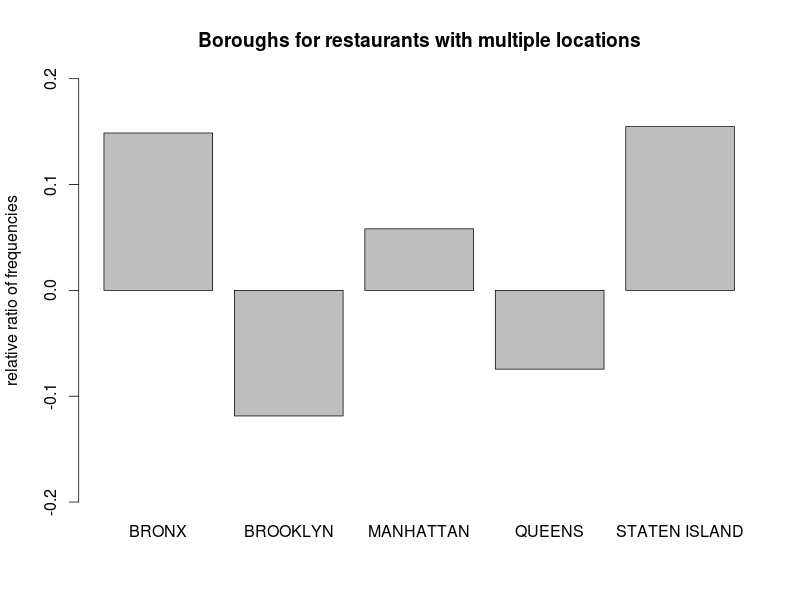 Boroughs for restaurants with multiple locations
relative ratio of frequencies
0.2
0.1
0.0
-0.1
-0.2
BRONX
BROOKLYN
MANHATTAN
QUEENS
STATEN ISLAND